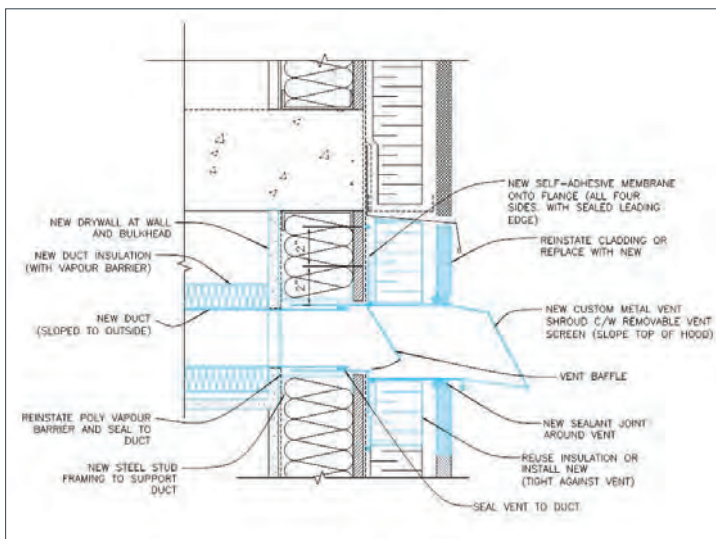 NEW DRYWALL AT WALL
AND BULKHEAD
NEW DUCT INSULATION
(WITH VAPOUR BARRIER)
NEW DUCT
(SLOPED TO OUTSIDE)
REINSTATE POLY VAPOUR
BARRIER AND SEAL TO
DUCT
NEW STEEL STUD
FRAMING TO SUPPORT
DUCT
2"
2"
NEW SELF-ADHESIVE MEMBRANE
ONTO FLANGE (ALL FOUR
SIDES, WITH SEALED LEADING
EDGE)
REINSTATE CLADDING OR
REPLACE WITH NEW
NEW CUSTOM METAL VENT
SHROUD C/W REMOVABLE VENT
SCREEN (SLOPE TOP OF HOOD)
VENT BAFFLE
NEW SEALANT JOINT
AROUND VENT
REUSE INSULATION OR
INSTALL NEW
(TIGHT AGAINST VENT)
SEAL VENT TO DUCT